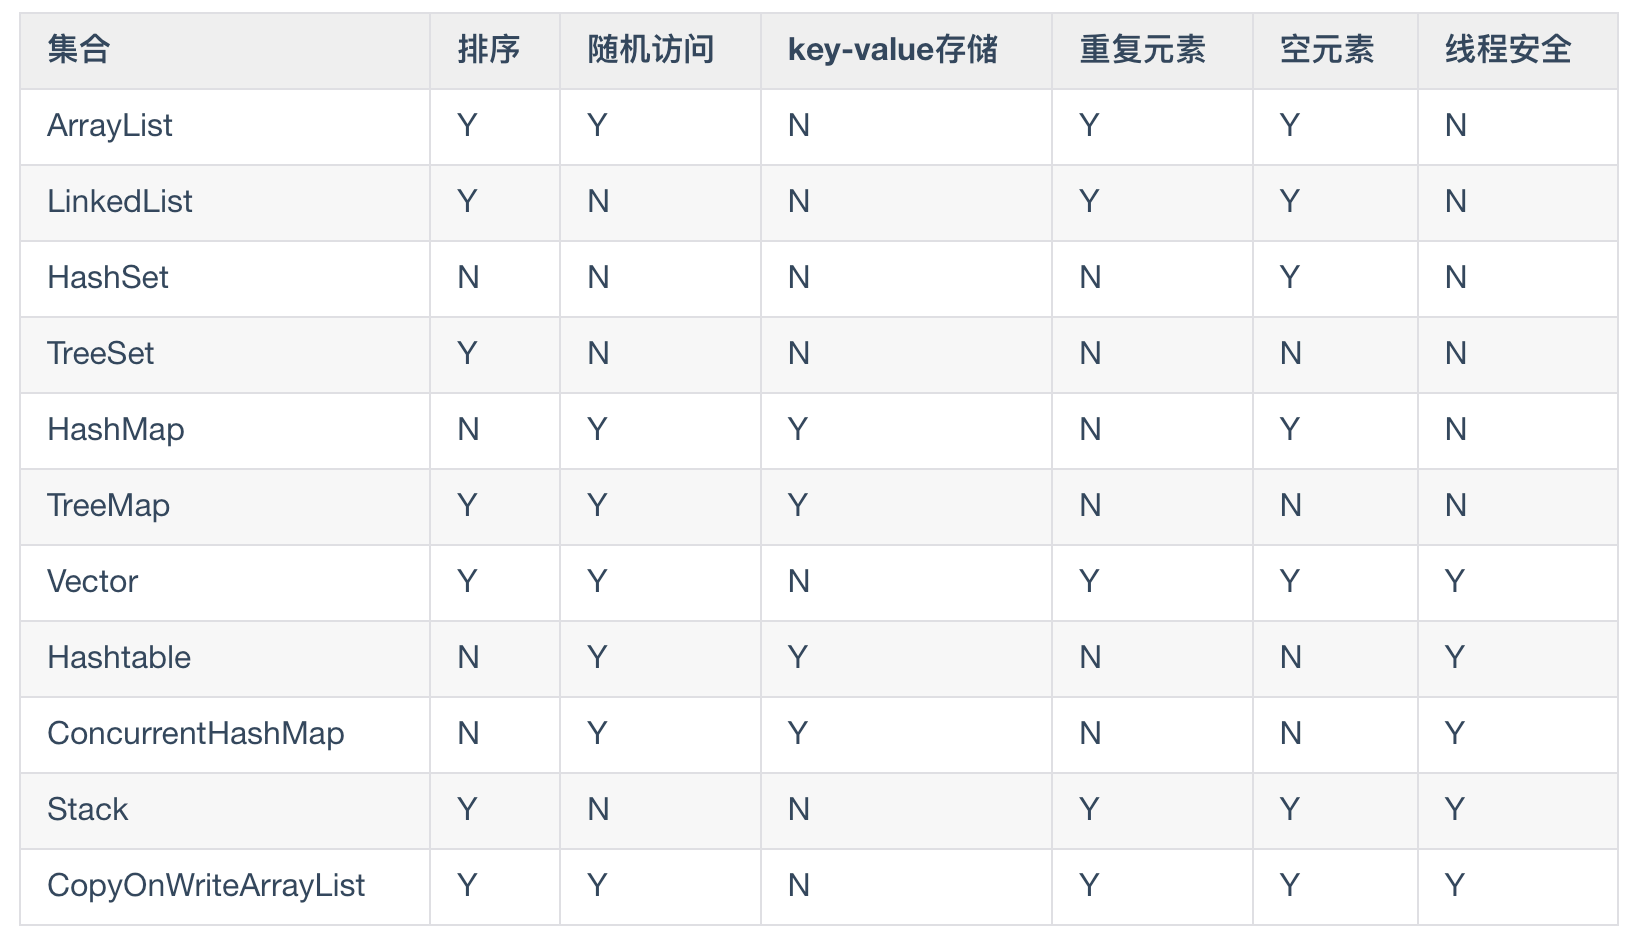 集合 排序 随机访问 key-value存储 重复元素 空元素 线程安全
ArrayList Y Y N Y Y N
LinkedList Y N N Y Y N
HashSet N N N N Y N
TreeSet Y N N N N N
HashMap N Y Y N Y N
TreeMap Y Y Y N N N
Vector Y Y N Y Y Y
Hashtable N Y Y N N Y
ConcurrentHashMap N Y Y N N Y
Stack Y N N Y Y Y
CopyOnWriteArrayList Y Y N Y Y Y